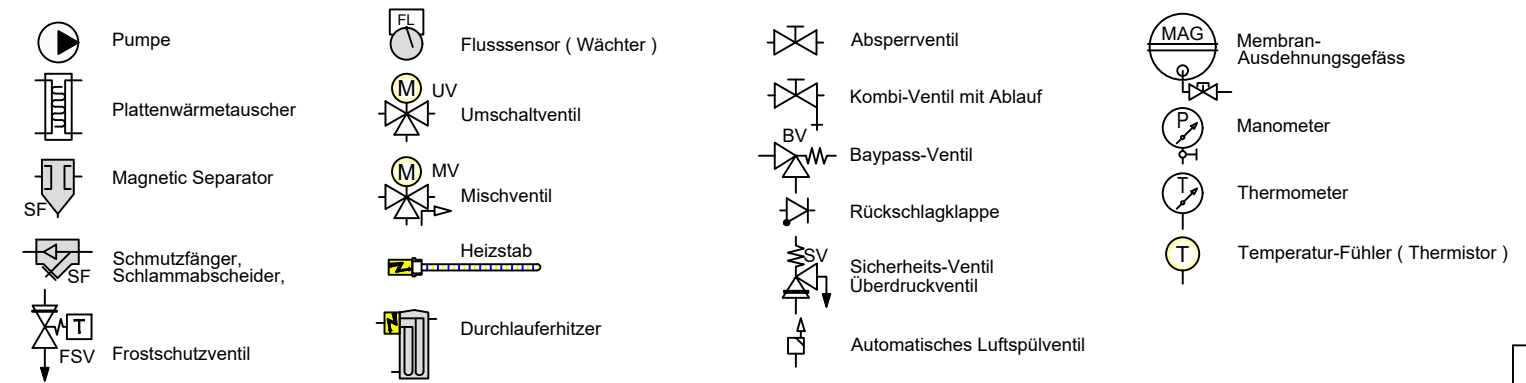 Pumpe
Plattenwärmetauscher
Magnetic Separator
SF
Schmutzfänger,
Schlammabscheider,
SF
T
FSV
Frostschutzventil
FL
Flusssensor ( Wächter )
M
UV
Umschaltventil
M
MV
Mischventil
Heizstab
Durchlauferhitzer
Absperrventil
Kombi-Ventil mit Ablauf
BV
Baypass-Ventil
Rückschlagklappe
SV
Sicherheits-Ventil
Überdruckventil
Automatisches Luftspülventil
MAG
Membran-
Ausdehnungsgefäss
P
Manometer
T
Thermometer
T
Temperatur-Fühler ( Thermistor )